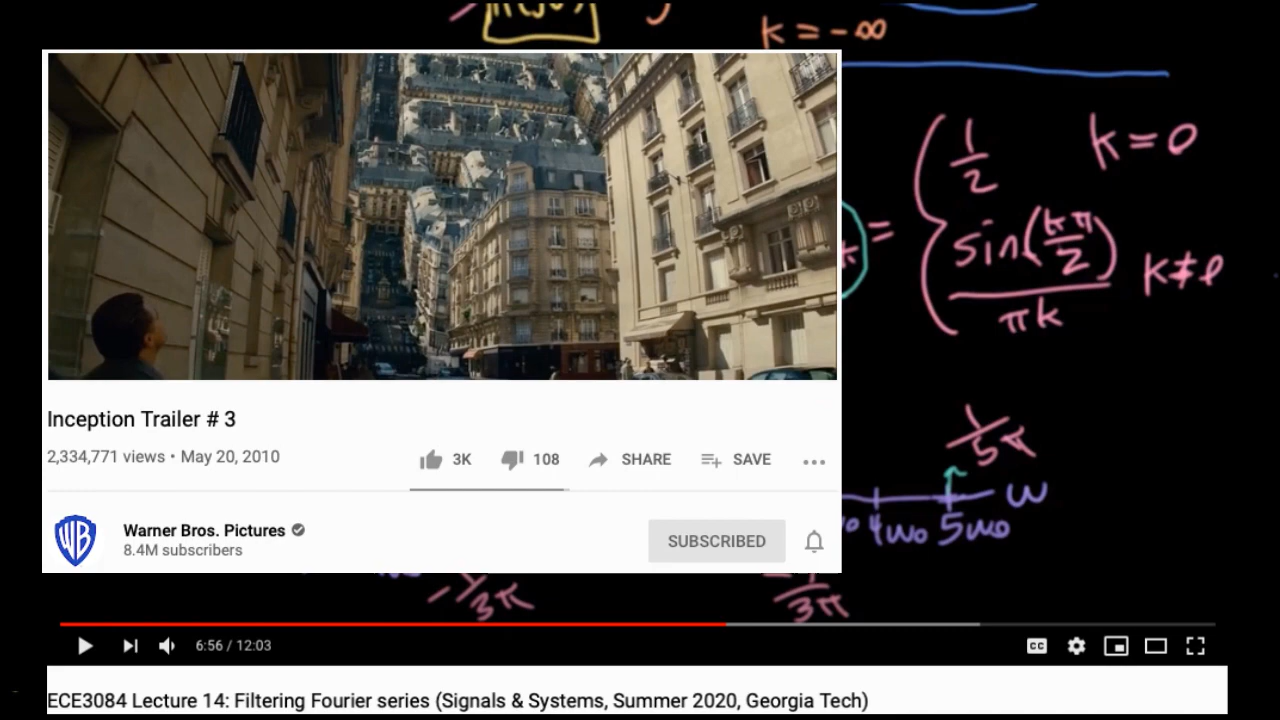 k = -∞
1/2 k = 0
=
sin(kπ/2)/πk k ≠ 0
Inception Trailer # 3
2,334,771 views • May 20, 2010
3K 108 SHARE SAVE
1/5π
ω
4ω₀ 5ω₀
WB
Warner Bros. Pictures
8.4M subscribers
SUBSCRIBED
-1/3π
-1/3π
6:56 / 12:03
CC
ECE3084 Lecture 14: Filtering Fourier series (Signals & Systems, Summer 2020, Georgia Tech)